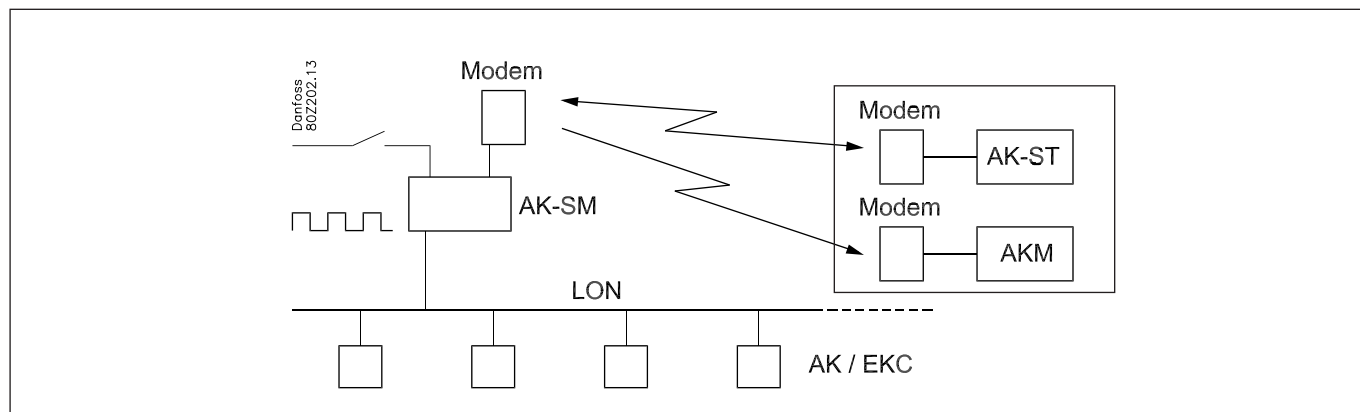 Danfoss
80Z202.13
Modem
Modem
AK-ST
AK-SM
Modem
AKM
LON
AK / EKC